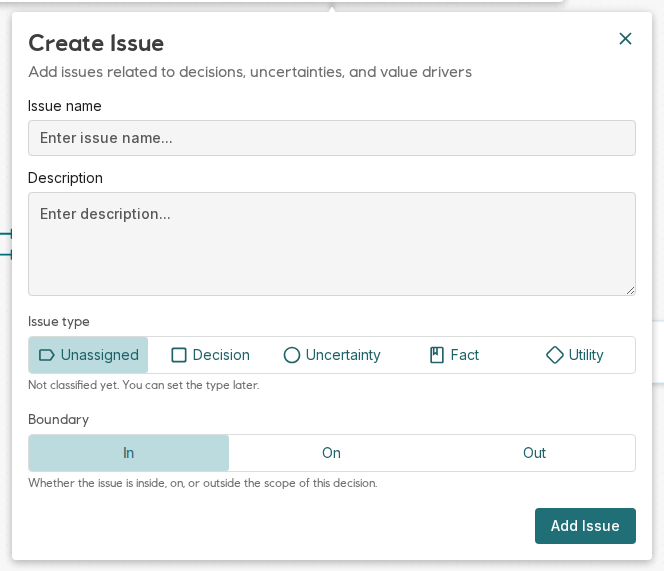 Create Issue
Add issues related to decisions, uncertainties, and value drivers
Issue name
Enter issue name...
Description
Enter description...
Issue type
Unassigned Decision Uncertainty Fact Utility
Not classified yet. You can set the type later.
Boundary
In On Out
Whether the issue is inside, on, or outside the scope of this decision.
Add Issue